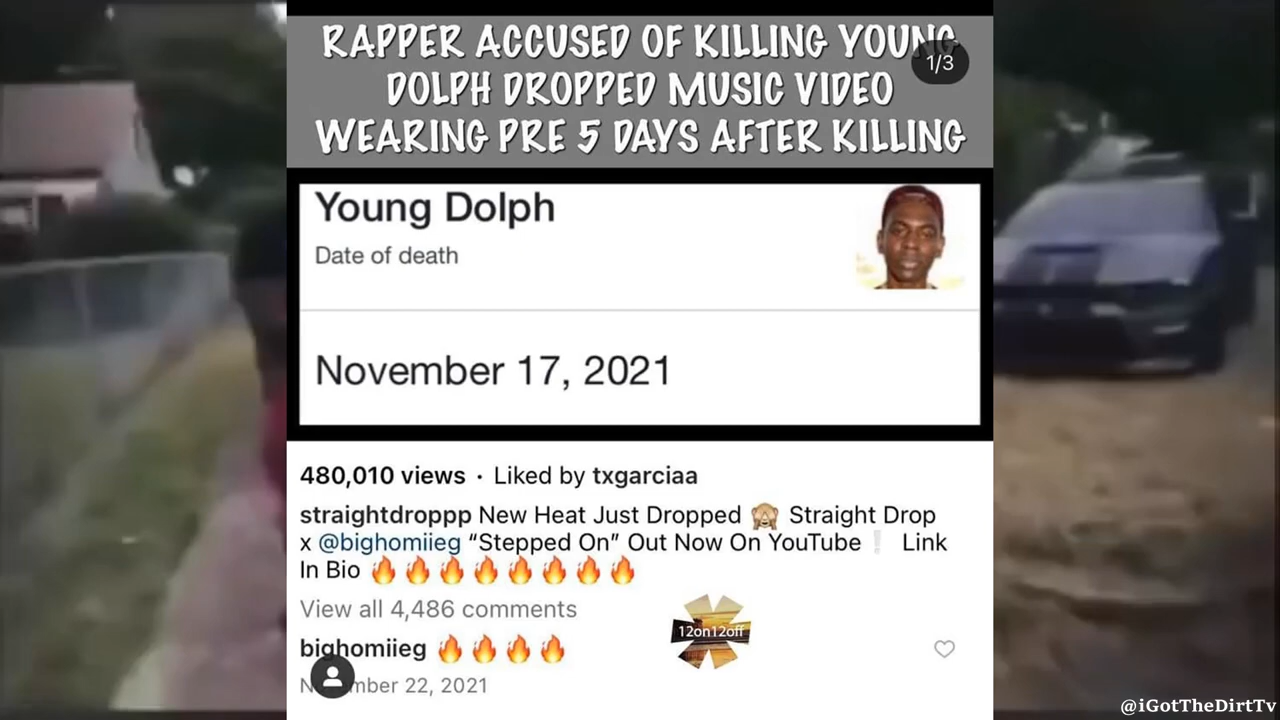 RAPPER ACCUSED OF KILLING YOUNG
DOLPH DROPPED MUSIC VIDEO
WEARING PRE 5 DAYS AFTER KILLING
1/3
Young Dolph
Date of death
November 17, 2021
480,010 views · Liked by txgarciaa
straightdroppp New Heat Just Dropped 🙈 Straight Drop
x @bighomiieg “Stepped On” Out Now On YouTube❕ Link
In Bio 🔥🔥🔥🔥🔥🔥🔥🔥
View all 4,486 comments
12on12off
bighomiieg 🔥🔥🔥🔥
November 22, 2021
@iGotTheDirtTv